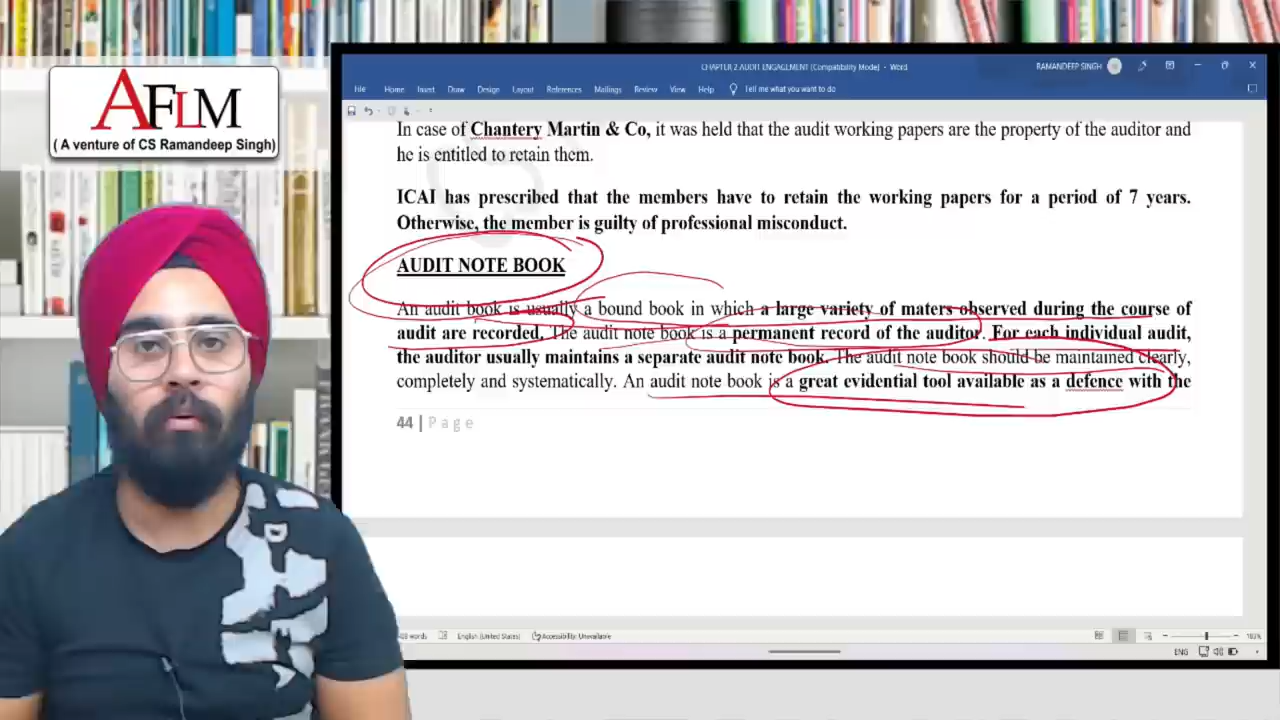 AFLM
( A venture of CS Ramandeep Singh)
CHAPTER 2 AUDIT ENGAGEMENT [Compatibility Mode] - Word
RAMANDEEP SINGH
File Home Insert Draw Design Layout References Mailings Review View Help Tell me what you want to do
In case of Chantery Martin & Co, it was held that the audit working papers are the property of the auditor and
he is entitled to retain them.
ICAI has prescribed that the members have to retain the working papers for a period of 7 years.
Otherwise, the member is guilty of professional misconduct.
AUDIT NOTE BOOK
An audit book is usually a bound book in which a large variety of maters observed during the course of
audit are recorded. The audit note book is a permanent record of the auditor. For each individual audit,
the auditor usually maintains a separate audit note book. The audit note book should be maintained clearly,
completely and systematically. An audit note book is a great evidential tool available as a defence with the
44 | Page
words English (United States) Accessibility: Unavailable
ENG